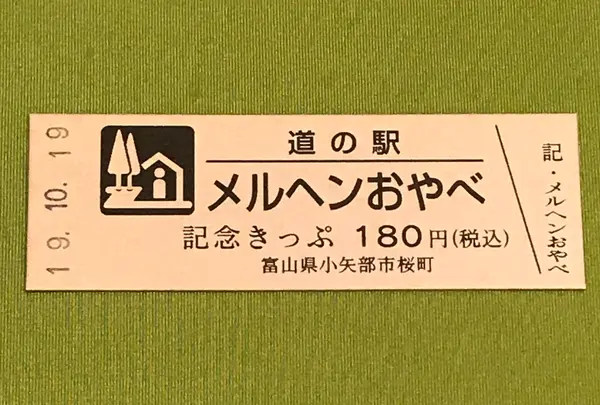 19.10.19
道の駅
メルヘンおやべ
記念きっぷ 180円(税込)
富山県小矢部市桜町
記・メルヘンおやべ